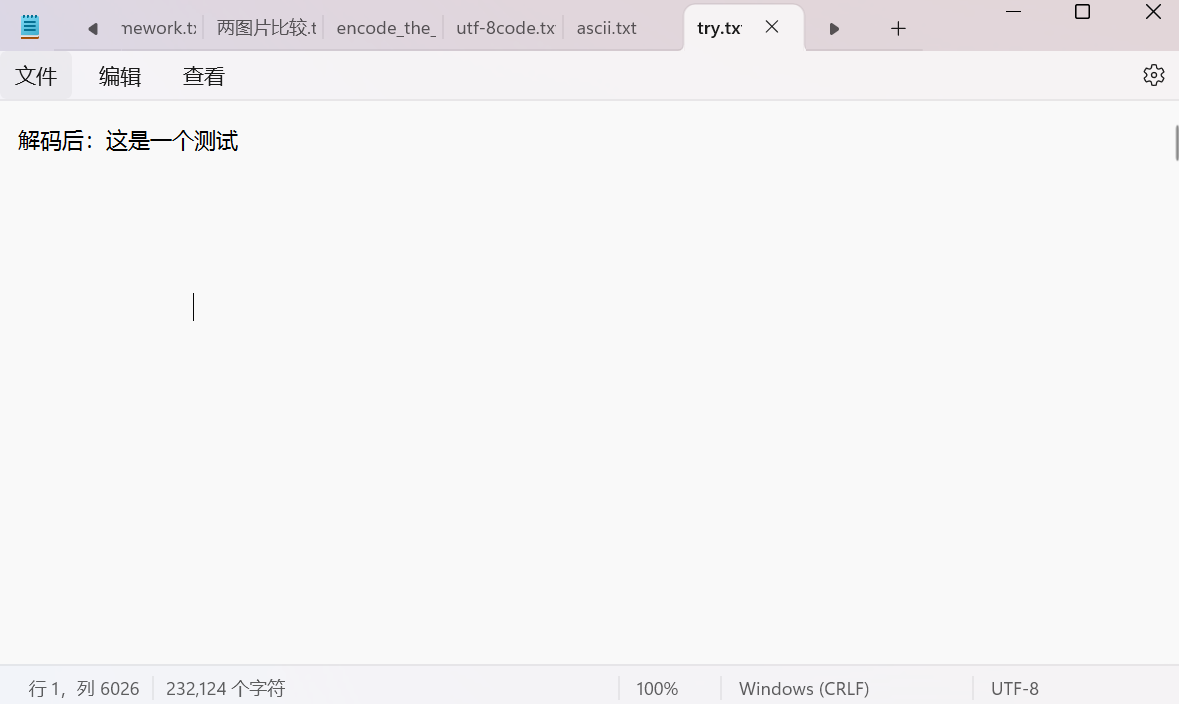 mework.tx 两图片比较.t encode_the_ utf-8code.tx ascii.txt try.tx
文件 编辑 查看
解码后：这是一个测试
行 1，列 6026 232,124 个字符 100% Windows (CRLF) UTF-8